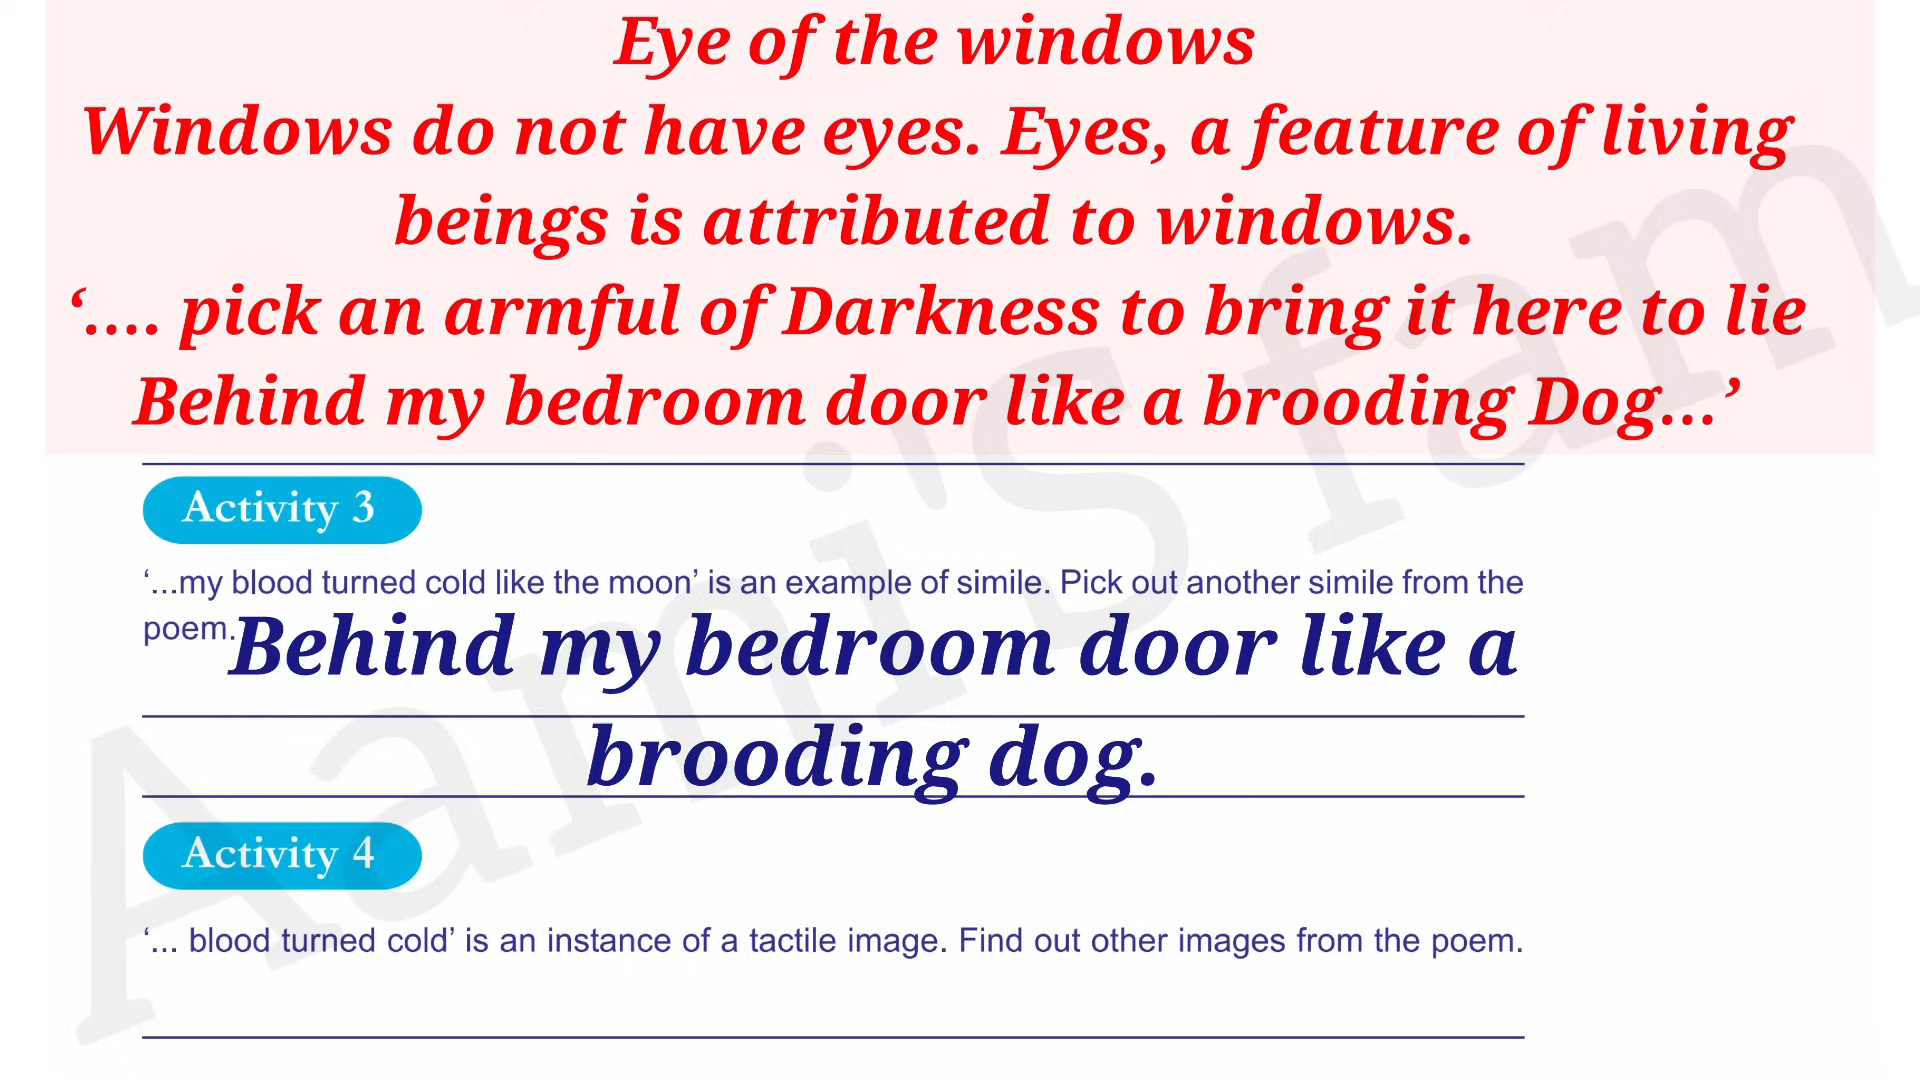 Eye of the windows
Windows do not have eyes. Eyes, a feature of living
beings is attributed to windows.
‘.... pick an armful of Darkness to bring it here to lie
Behind my bedroom door like a brooding Dog...’
Activity 3
‘...my blood turned cold like the moon’ is an example of simile. Pick out another simile from the
poem.
Behind my bedroom door like a
brooding dog.
Activity 4
‘... blood turned cold’ is an instance of a tactile image. Find out other images from the poem.
Aami'S fam